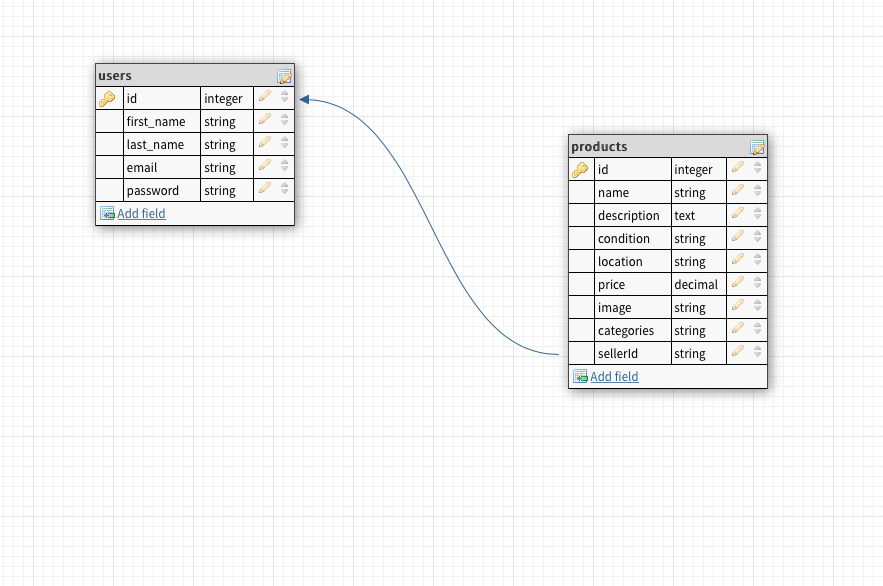 users
id integer
first_name string
last_name string
email string
password string
Add field
products
id integer
name string
description text
condition string
location string
price decimal
image string
categories string
sellerId string
Add field